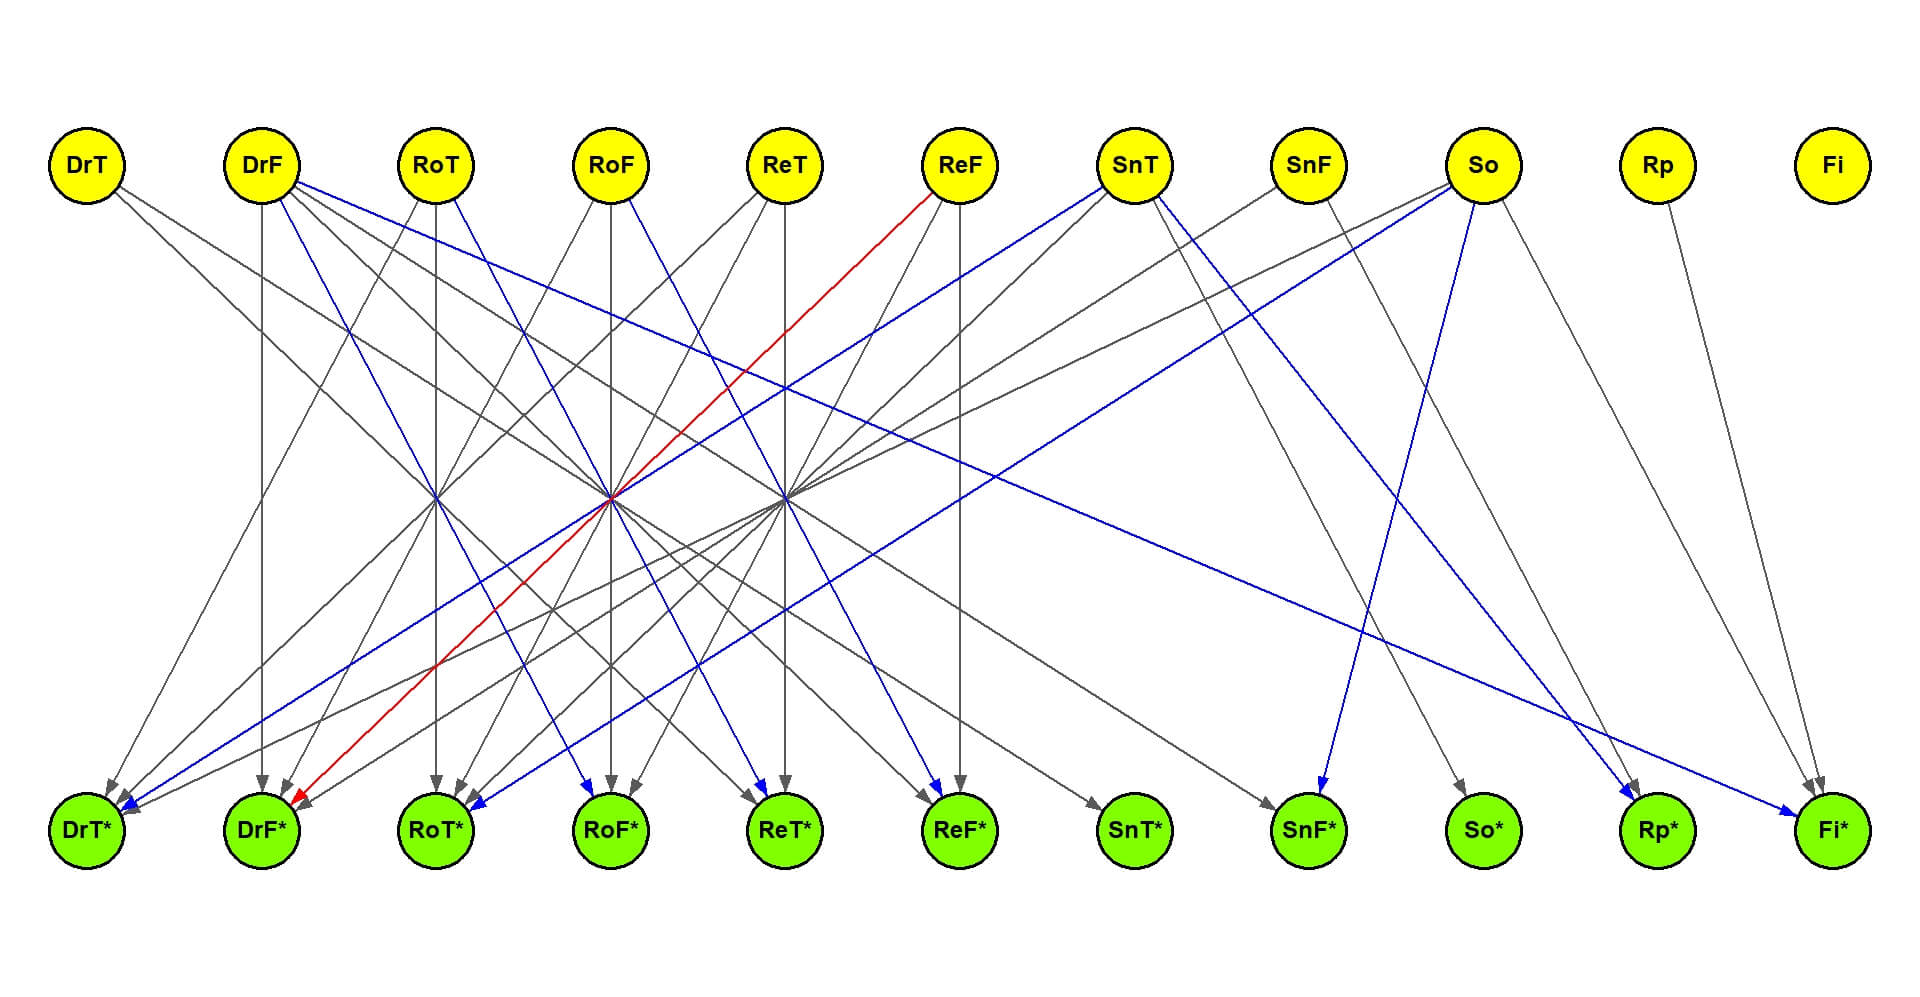 DrT DrF RoT RoF ReT ReF SnT SnF So Rp Fi
DrT* DrF* RoT* RoF* ReT* ReF* SnT* SnF* So* Rp* Fi*